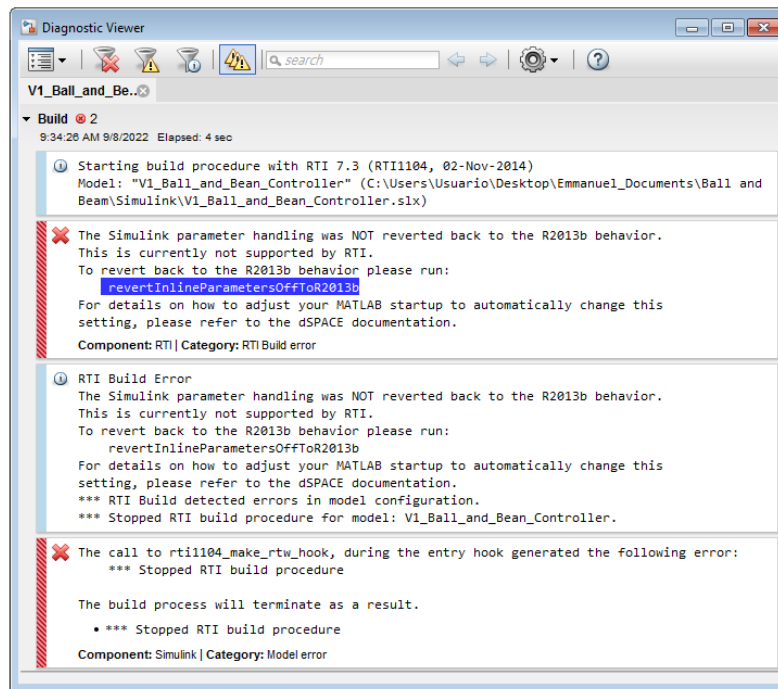 Diagnostic Viewer
search
V1_Ball_and_Be..
Build 2
9:34:26 AM 9/8/2022 Elapsed: 4 sec
Starting build procedure with RTI 7.3 (RTI1104, 02-Nov-2014)
Model: "V1_Ball_and_Bean_Controller" (C:\Users\Usuario\Desktop\Emmanuel_Documents\Ball and
Beam\Simulink\V1_Ball_and_Bean_Controller.slx)
The Simulink parameter handling was NOT reverted back to the R2013b behavior.
This is currently not supported by RTI.
To revert back to the R2013b behavior please run:
revertInlineParametersOffToR2013b
For details on how to adjust your MATLAB startup to automatically change this
setting, please refer to the dSPACE documentation.
Component: RTI | Category: RTI Build error
RTI Build Error
The Simulink parameter handling was NOT reverted back to the R2013b behavior.
This is currently not supported by RTI.
To revert back to the R2013b behavior please run:
revertInlineParametersOffToR2013b
For details on how to adjust your MATLAB startup to automatically change this
setting, please refer to the dSPACE documentation.
*** RTI Build detected errors in model configuration.
*** Stopped RTI build procedure for model: V1_Ball_and_Bean_Controller.
The call to rti1104_make_rtw_hook, during the entry hook generated the following error:
*** Stopped RTI build procedure
The build process will terminate as a result.
• *** Stopped RTI build procedure
Component: Simulink | Category: Model error